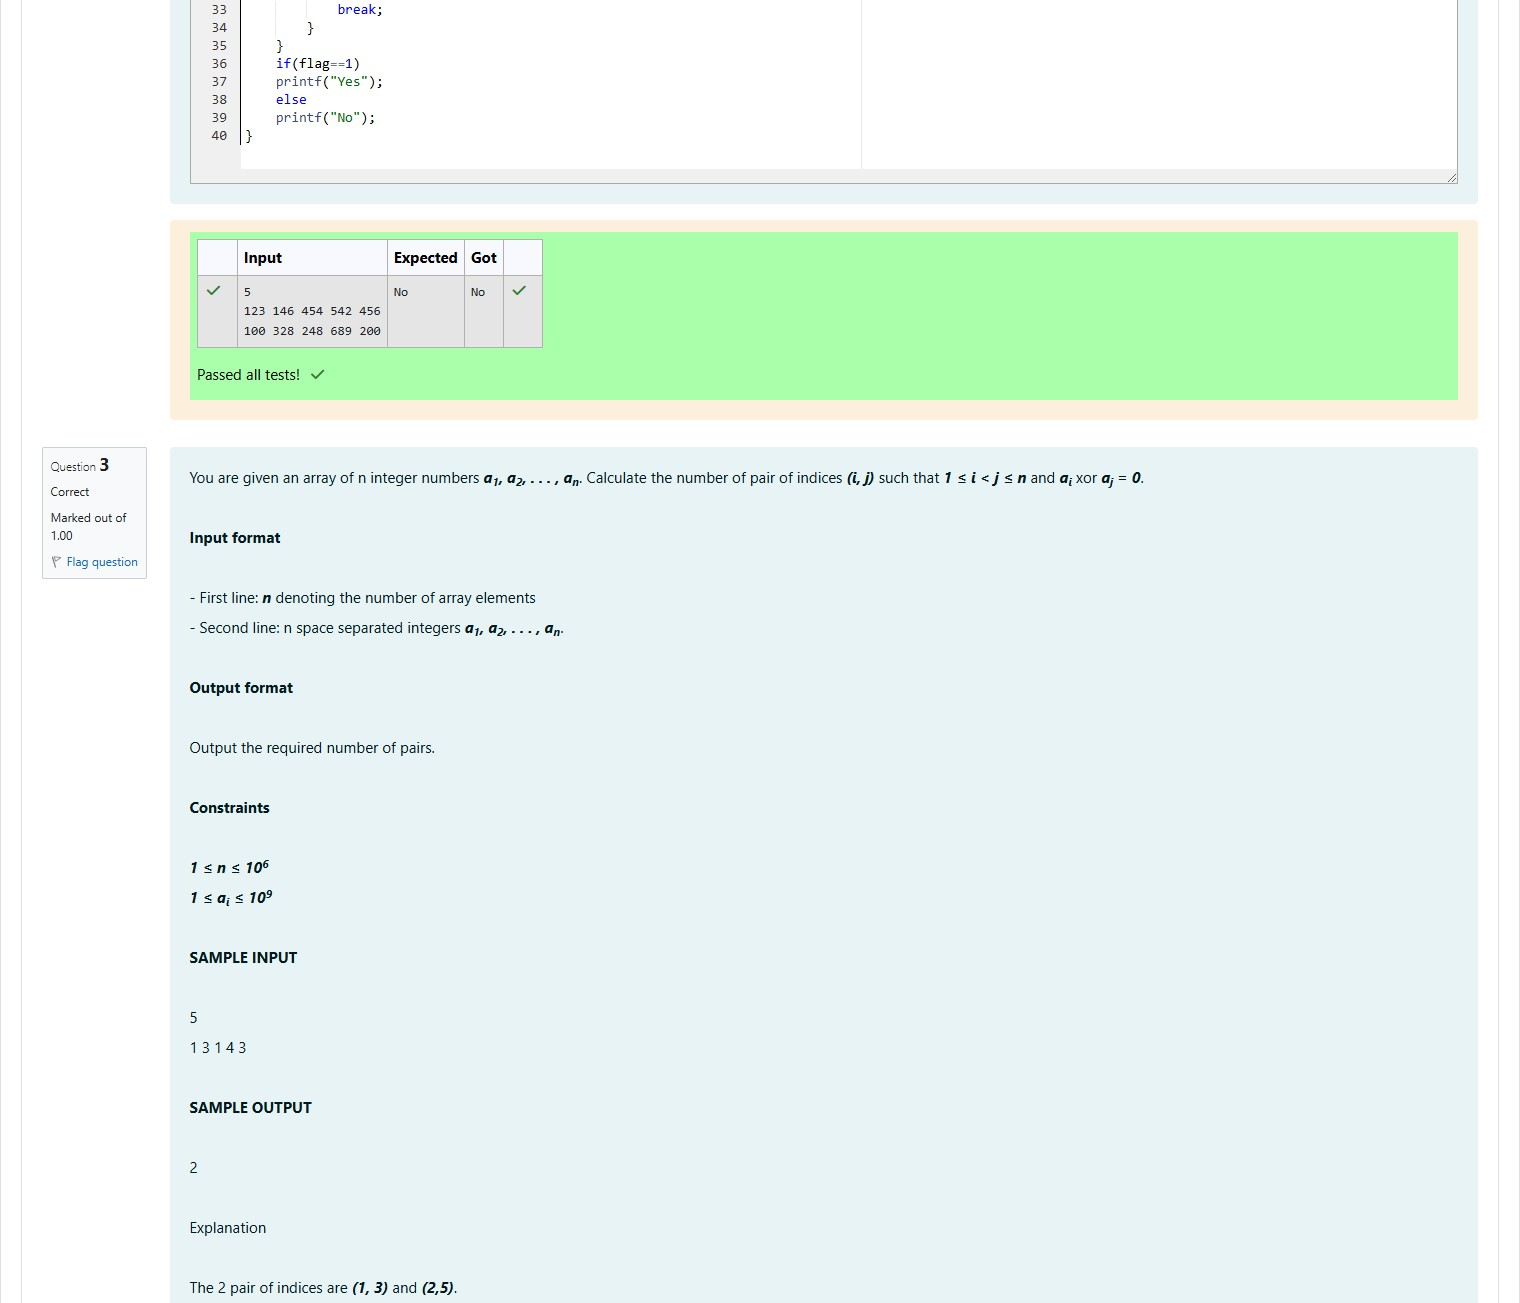 33 break;
34 }
35 }
36 if(flag==1)
37 printf("Yes");
38 else
39 printf("No");
40 }
Input Expected Got
5 No No
123 146 454 542 456
100 328 248 689 200
Passed all tests!
Question 3
Correct
Marked out of
1.00
Flag question
You are given an array of n integer numbers a1, a2, . . . , an. Calculate the number of pair of indices (i, j) such that 1 ≤ i < j ≤ n and ai xor aj = 0.
Input format
- First line: n denoting the number of array elements
- Second line: n space separated integers a1, a2, . . . , an.
Output format
Output the required number of pairs.
Constraints
1 ≤ n ≤ 10⁶
1 ≤ ai ≤ 10⁹
SAMPLE INPUT
5
1 3 1 4 3
SAMPLE OUTPUT
2
Explanation
The 2 pair of indices are (1, 3) and (2,5).